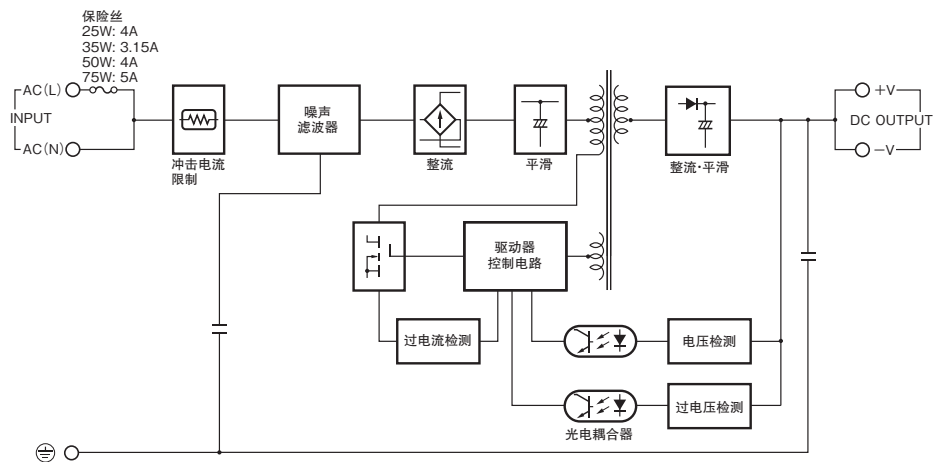 保险丝
25W: 4A
35W: 3.15A
50W: 4A
75W: 5A
AC(L)
INPUT
AC(N)
冲击电流
限制
噪声
滤波器
整流
平滑
整流·平滑
+V
DC OUTPUT
−V
驱动器
控制电路
过电流检测
电压检测
过电压检测
光电耦合器